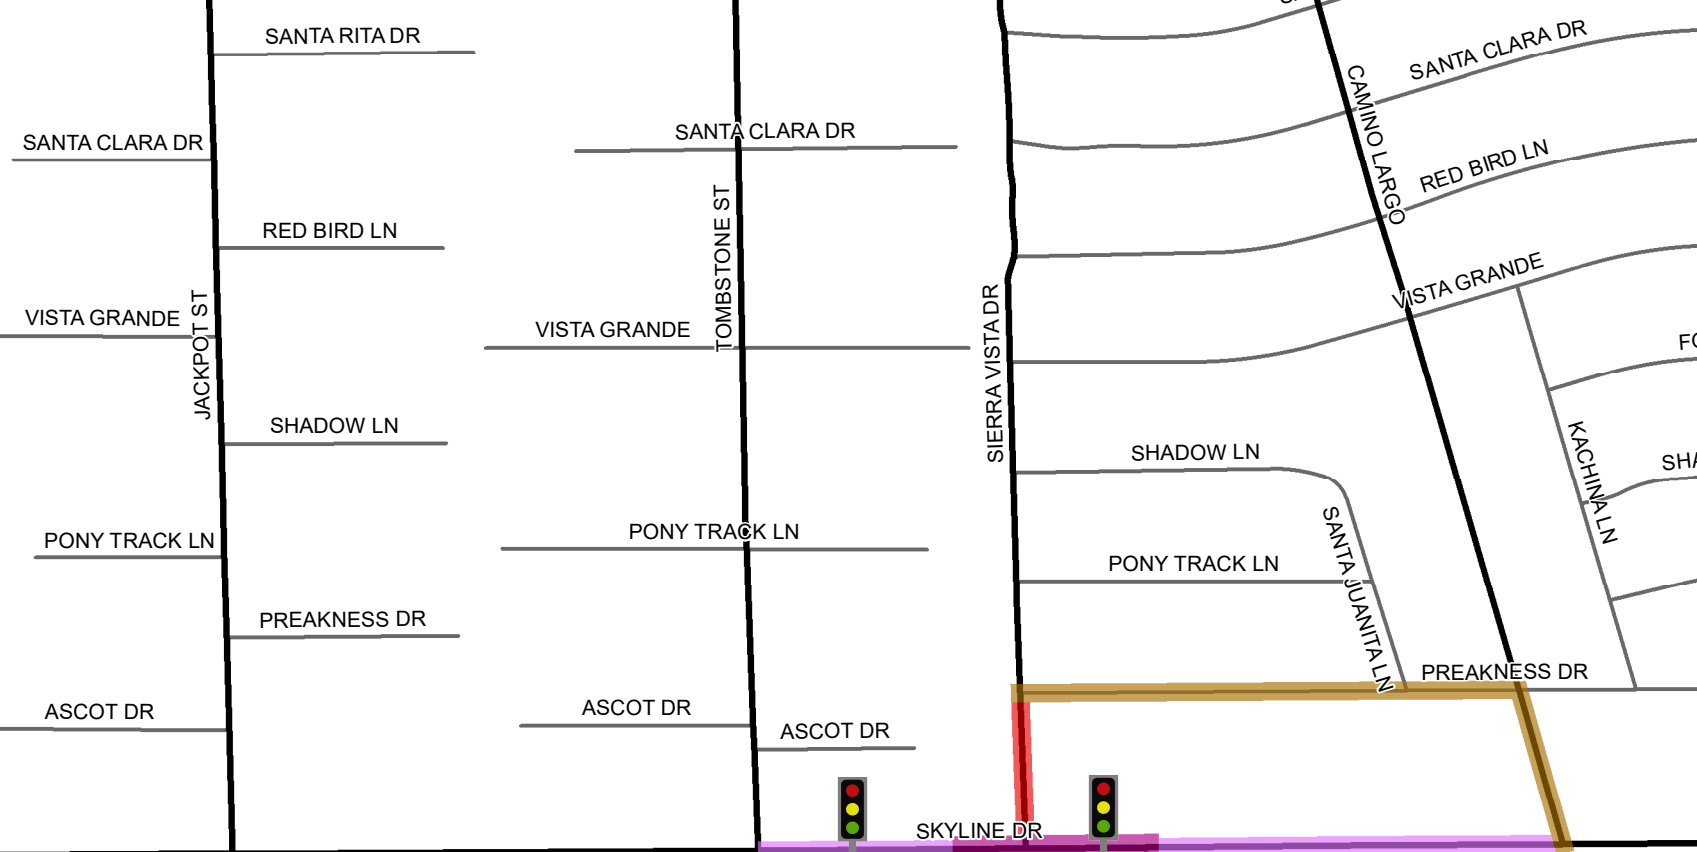 SANTA RITA DR
SANTA CLARA DR
SANTA CLARA DR
SANTA CLARA DR
CAMINO LARGO
RED BIRD LN
RED BIRD LN
TOMBSTONE ST
JACKPOT ST
VISTA GRANDE
VISTA GRANDE
VISTA GRANDE
SIERRA VISTA DR
SHADOW LN
SHADOW LN
KACHINA LN
PONY TRACK LN
PONY TRACK LN
PONY TRACK LN
SANTA JUANITA LN
PREAKNESS DR
PREAKNESS DR
ASCOT DR
ASCOT DR
ASCOT DR
SKYLINE DR